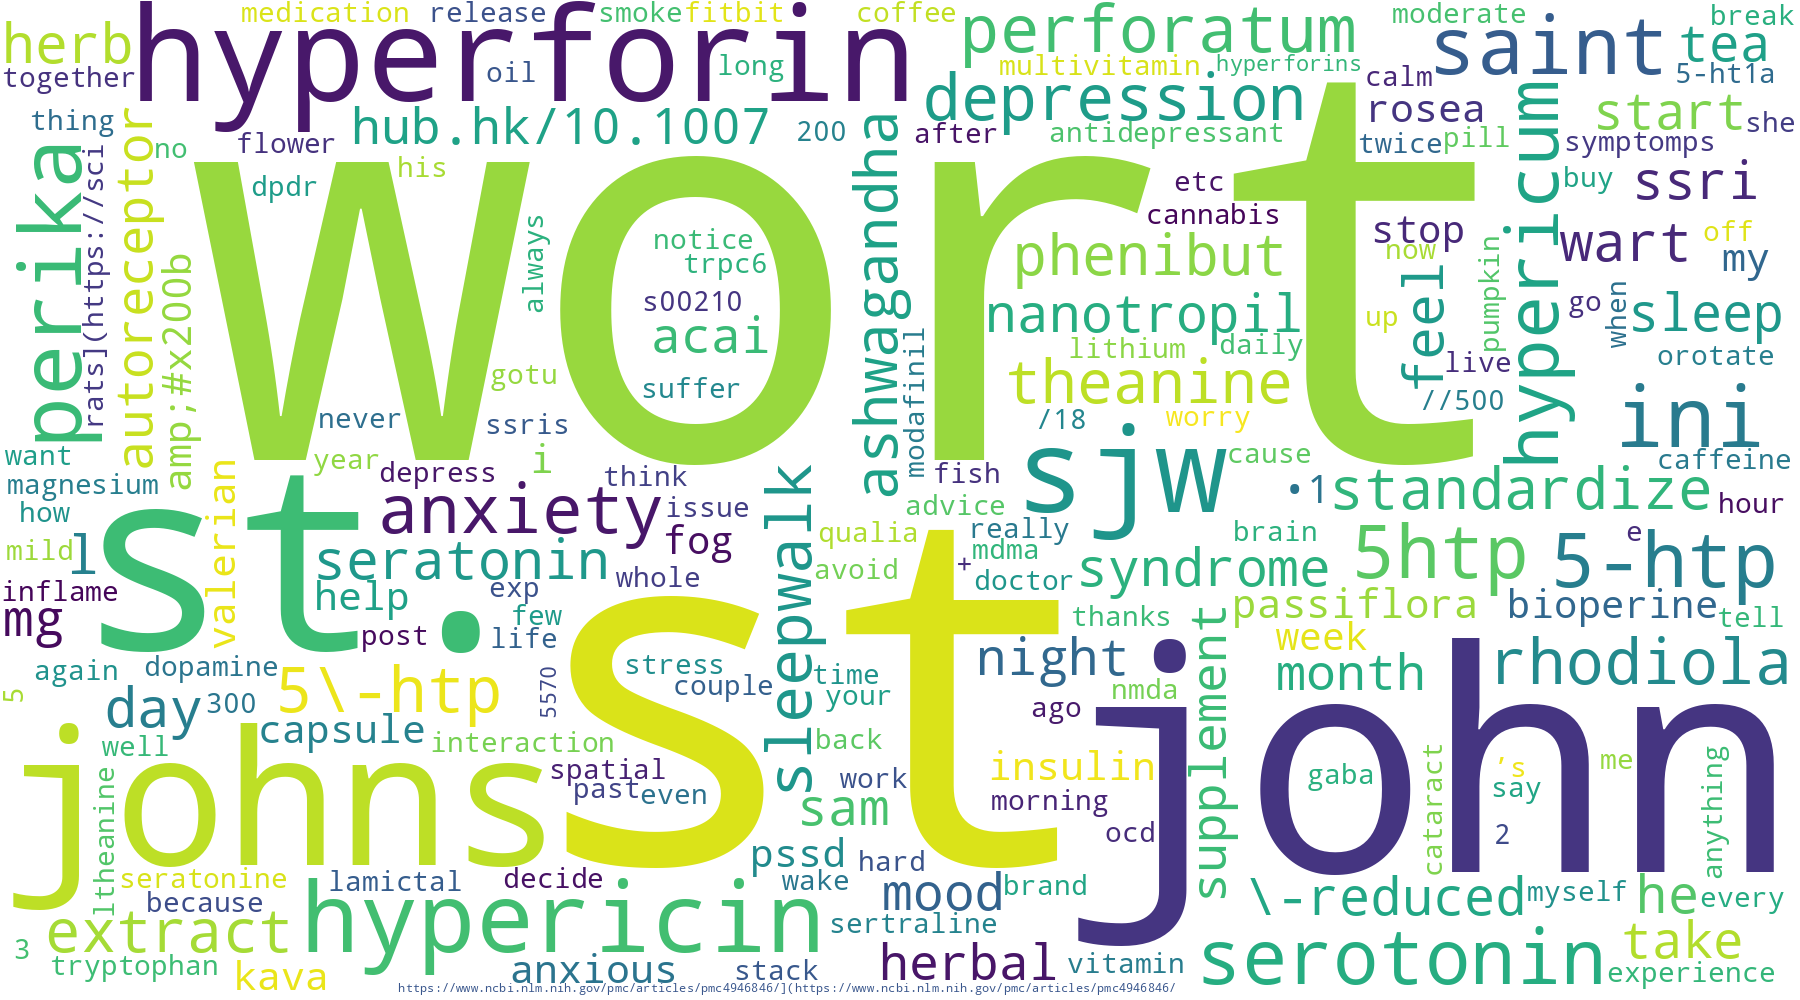 medication release smoke fitbit coffee moderate break
herb hyperforin perforatum saint tea
together oil long multivitamin hyperforins calm 5-ht1a
thing hub.hk/10.1007 200 depression rosea start she
no flower after antidepressant twice pill symptomps
perika rats](https://sci autoreceptor dpdr his ashwagandha etc hypericum buy ssri
wort
cannabis
amp;#x200b always notice phenibut stop now wart off my
trpc6
s00210 nanotropil feel pumpkin go when sleep
acai modafinil lithium daily up live orotate
gotu suffer theanine //500 ini
never ssris /18 worry
want year i depress think fish sjw cause caffeine
magnesium anxiety issue advice •1 standardize hour
how st. valerian fog sleepwalk qualia really brain e
mild l seratonin whole avoid mdma + doctor syndrome 5htp 5-htp
inflame help exp few st supplement passiflora bioperine
mg post life thanks week tell
again dopamine stress time night month rhodiola
5 day 300 5\-htp 5570 couple your nmda
capsule ago john
well interaction back
johns spatial work insulin gaba ’s me
ltheanine past even morning say cataract anything
sam ocd 2
seratonine lamictal decide pssd hard brand
because wake mood \-reduced myself he every
extract hypericin sertraline
3 herbal serotonin take
tryptophan kava anxious stack vitamin experience
https://www.ncbi.nlm.nih.gov/pmc/articles/pmc4946846/](https://www.ncbi.nlm.nih.gov/pmc/articles/pmc4946846/